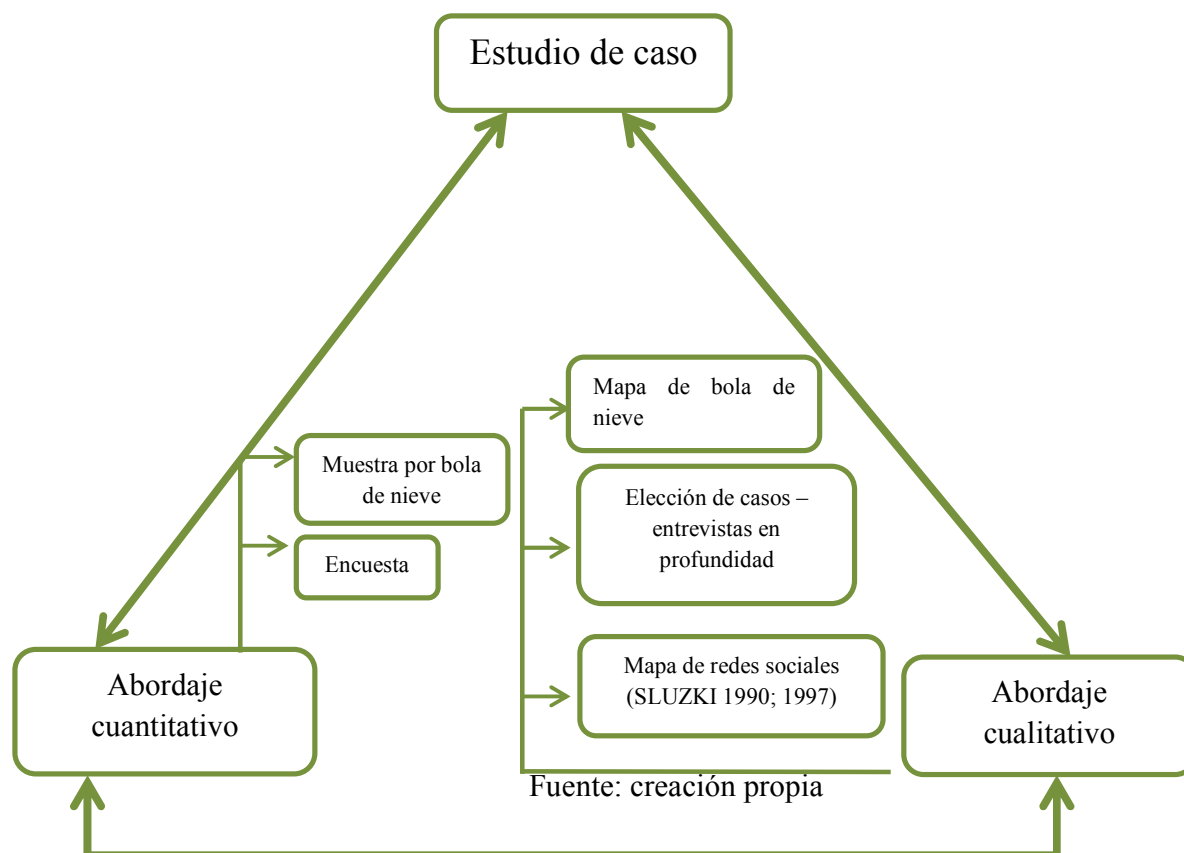 Estudio de caso
Mapa de bola de
nieve
Muestra por bola
de nieve
Elección de casos –
entrevistas en
profundidad
Encuesta
Mapa de redes sociales
(SLUZKI 1990; 1997)
Abordaje
cuantitativo
Abordaje
cualitativo
Fuente: creación propia